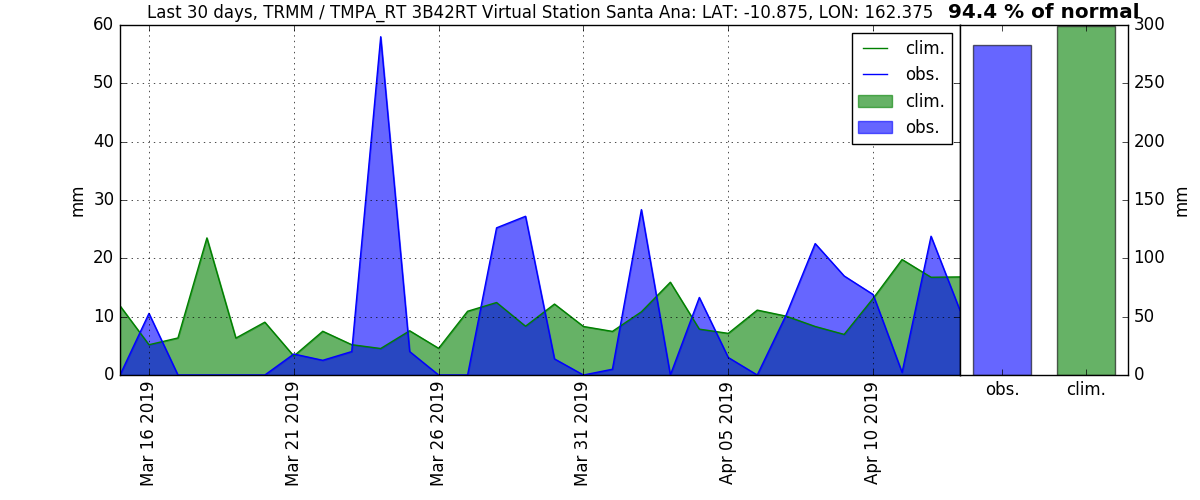 Last 30 days, TRMM / TMPA_RT 3B42RT Virtual Station Santa Ana: LAT: -10.875, LON: 162.375
94.4 % of normal
60
50
40
30
20
10
0
mm
clim.
obs.
clim.
obs.
300
250
200
150
100
50
0
mm
Mar 16 2019
Mar 21 2019
Mar 26 2019
Mar 31 2019
Apr 05 2019
Apr 10 2019
obs.
clim.